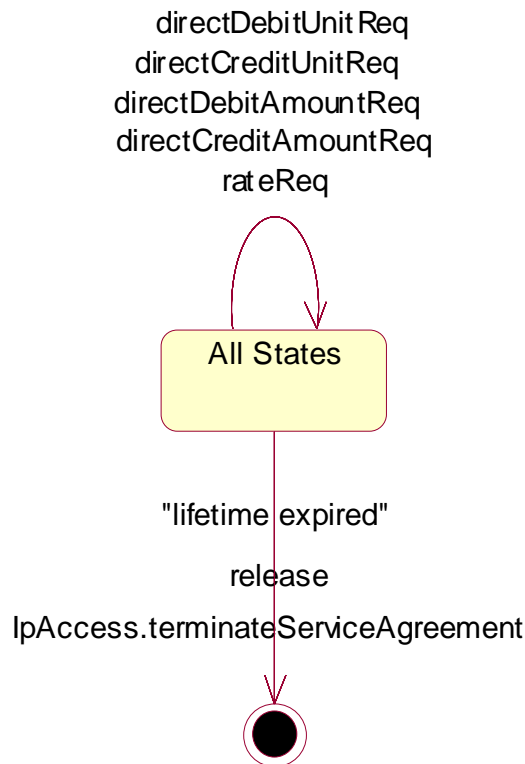 directDebitUnitReq
directCreditUnitReq
directDebitAmountReq
directCreditAmountReq
rateReq
All States
"lifetime expired"
release
IpAccess.terminateServiceAgreement